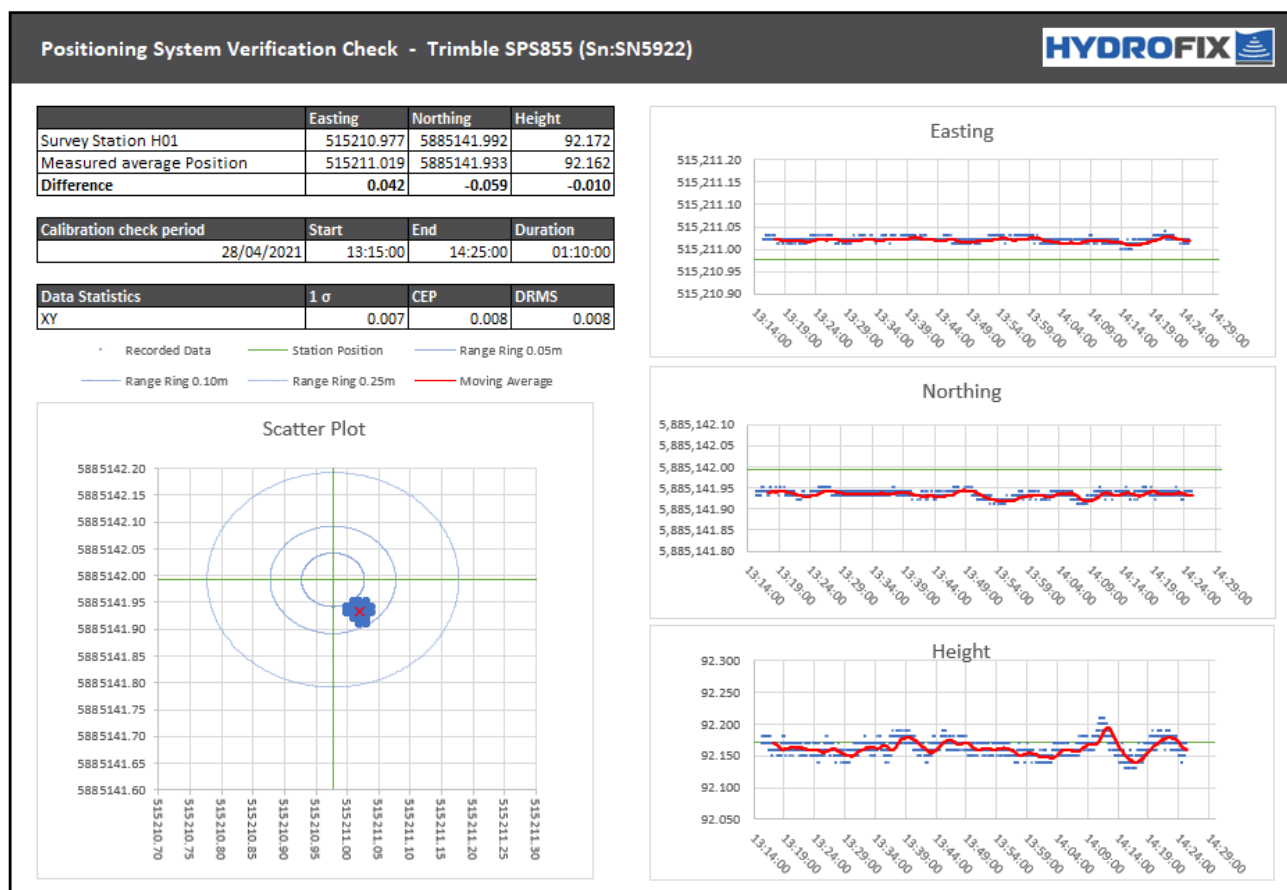 Positioning System Verification Check - Trimble SPS855 (Sn:SN5922)
HYDROFIX
Easting Northing Height
Survey Station H01 515210.977 5885141.992 92.172
Measured average Position 515211.019 5885141.933 92.162
Difference 0.042 -0.059 -0.010
Calibration check period Start End Duration
28/04/2021 13:15:00 14:25:00 01:10:00
Data Statistics 1 σ CEP DRMS
XY 0.007 0.008 0.008
Recorded Data Station Position Range Ring 0.05m
Range Ring 0.10m Range Ring 0.25m Moving Average
Scatter Plot
5885142.20
5885142.15
5885142.10
5885142.05
5885142.00
5885141.95
5885141.90
5885141.85
5885141.80
5885141.75
5885141.70
5885141.65
5885141.60
515210.70 515210.75 515210.80 515210.85 515210.90 515210.95 515211.00 515211.05 515211.10 515211.15 515211.20 515211.25 515211.30
Easting
515,211.20
515,211.15
515,211.10
515,211.05
515,211.00
515,210.95
515,210.90
13:14:00 13:19:00 13:24:00 13:29:00 13:34:00 13:39:00 13:44:00 13:49:00 13:54:00 13:59:00 14:04:00 14:09:00 14:14:00 14:19:00 14:24:00 14:29:00
Northing
5,885,142.10
5,885,142.05
5,885,142.00
5,885,141.95
5,885,141.90
5,885,141.85
5,885,141.80
13:14:00 13:19:00 13:24:00 13:29:00 13:34:00 13:39:00 13:44:00 13:49:00 13:54:00 13:59:00 14:04:00 14:09:00 14:14:00 14:19:00 14:24:00 14:29:00
Height
92.300
92.250
92.200
92.150
92.100
92.050
13:14:00 13:19:00 13:24:00 13:29:00 13:34:00 13:39:00 13:44:00 13:49:00 13:54:00 13:59:00 14:04:00 14:09:00 14:14:00 14:19:00 14:24:00 14:29:00